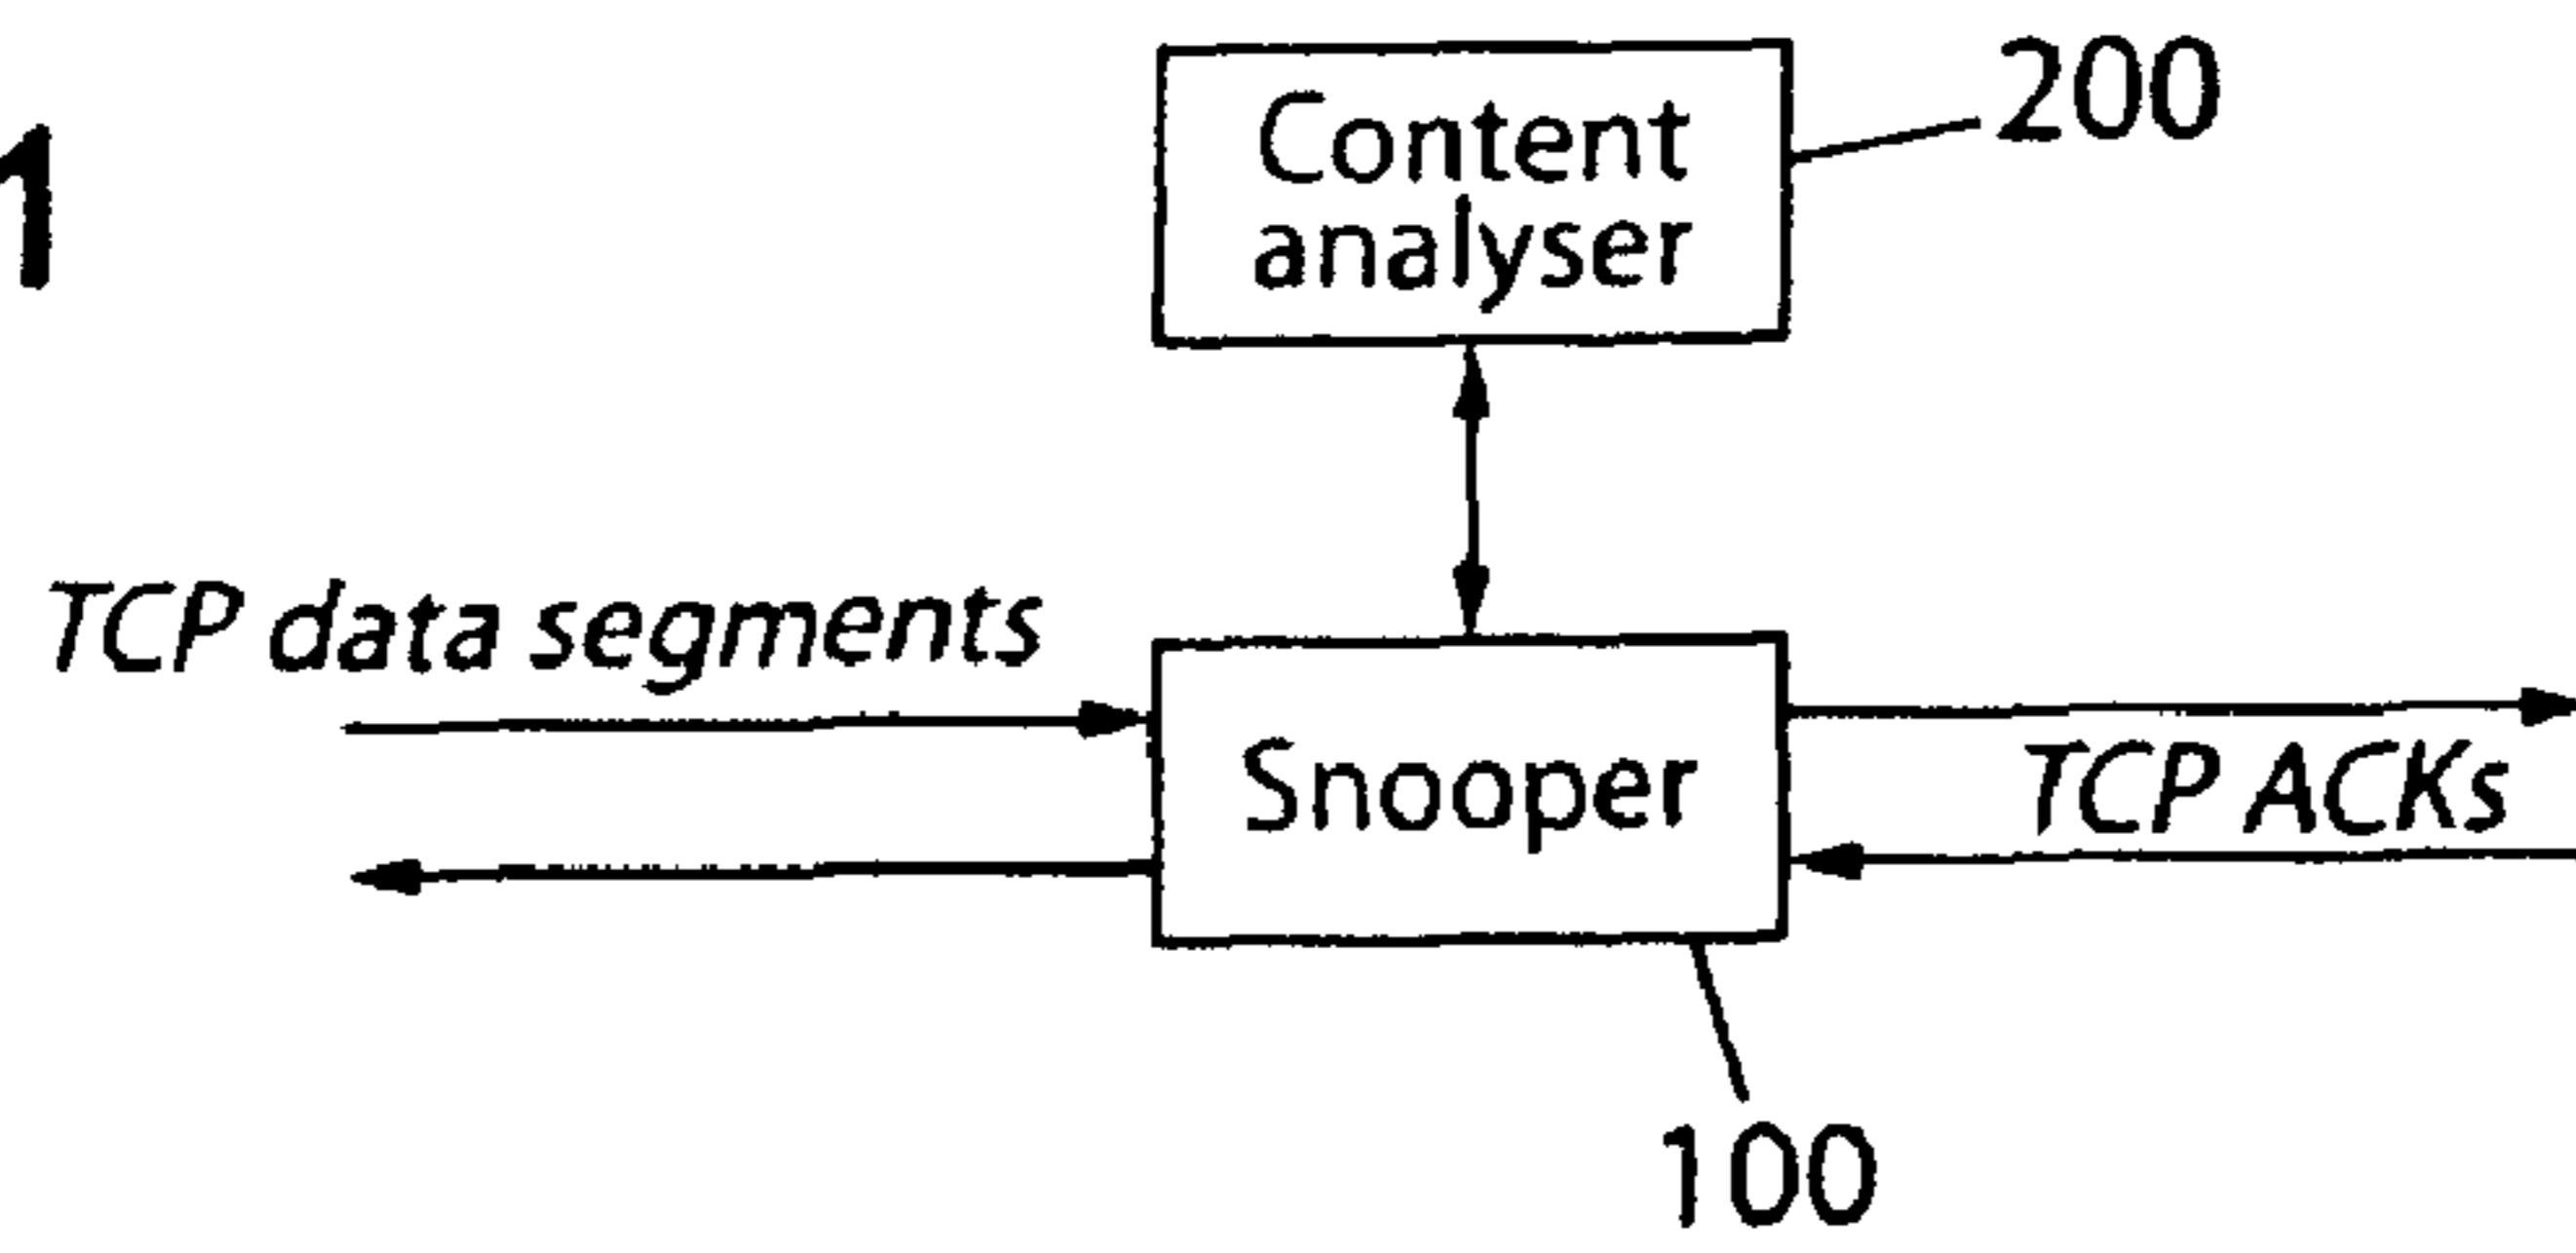 1
Content
analyser
200
TCP data segments
Snooper
TCP ACKs
100